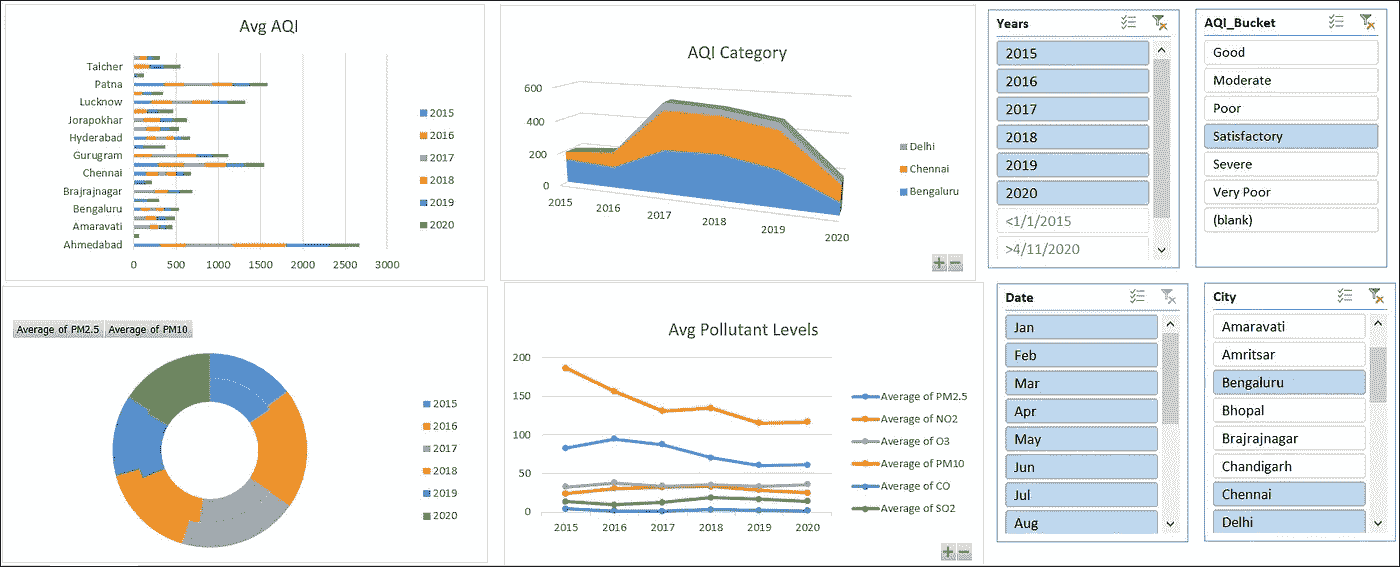 Avg AQI
Talcher
Patna
Lucknow
Jorapokhar
Hyderabad
Gurugram
Chennai
Brajrajnagar
Bengaluru
Amaravati
Ahmedabad
0 500 1000 1500 2000 2500 3000
2015
2016
2017
2018
2019
2020
AQI Category
600
400
200
0
2015 2016 2017 2018 2019 2020
Delhi
Chennai
Bengaluru
Years
2015
2016
2017
2018
2019
2020
<1/1/2015
>4/11/2020
AQI_Bucket
Good
Moderate
Poor
Satisfactory
Severe
Very Poor
(blank)
Average of PM2.5 Average of PM10
2015
2016
2017
2018
2019
2020
Avg Pollutant Levels
200
150
100
50
0
2015 2016 2017 2018 2019 2020
Average of PM2.5
Average of NO2
Average of O3
Average of PM10
Average of CO
Average of SO2
Date
Jan
Feb
Mar
Apr
May
Jun
Jul
Aug
City
Amaravati
Amritsar
Bengaluru
Bhopal
Brajrajnagar
Chandigarh
Chennai
Delhi